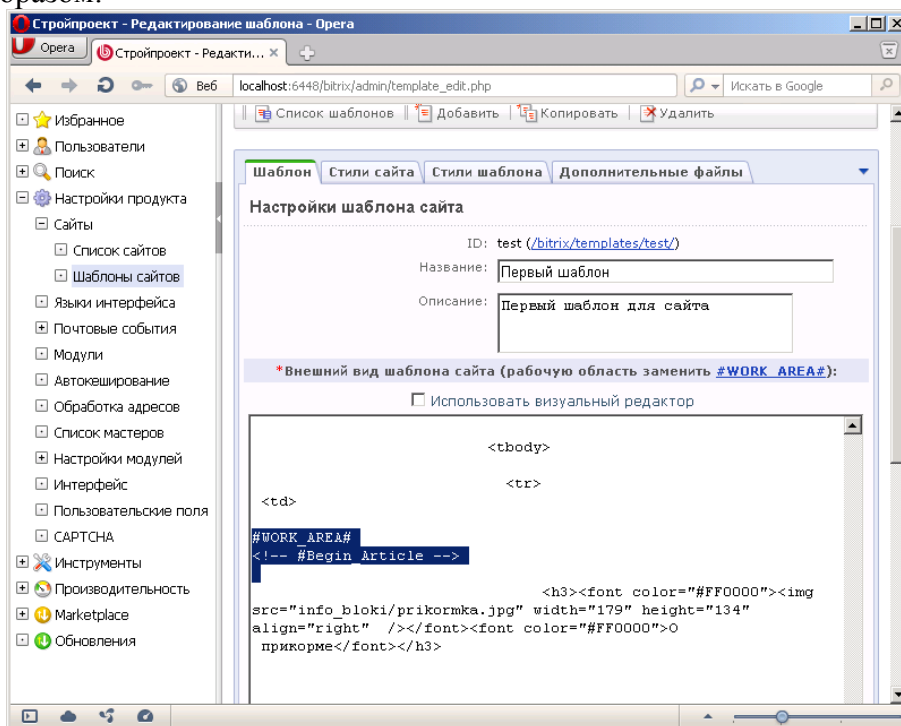 образом.
Стройпроект - Редактирование шаблона - Opera
Opera
Стройпроект - Редакти...
Веб
localhost:6448/bitrix/admin/template_edit.php
Искать в Google
Избранное
Пользователи
Поиск
Настройки продукта
Сайты
Список сайтов
Шаблоны сайтов
Языки интерфейса
Почтовые события
Модули
Автокеширование
Обработка адресов
Список мастеров
Настройки модулей
Интерфейс
Пользовательские поля
CAPTCHA
Инструменты
Производительность
Marketplace
Обновления
Список шаблонов Добавить Копировать Удалить
Шаблон Стили сайта Стили шаблона Дополнительные файлы
Настройки шаблона сайта
ID: test (/bitrix/templates/test/)
Название: Первый шаблон
Описание: Первый шаблон для сайта
*Внешний вид шаблона сайта (рабочую область заменить #WORK_AREA#):
Использовать визуальный редактор
<tbody>
<tr>
<td>
#WORK_AREA#
<!-- #Begin_Article -->
<h3><font color="#FF0000"><img
src="info_bloki/prikormka.jpg" width="179" height="134"
align="right" /></font><font color="#FF0000">О
прикорме</font></h3>